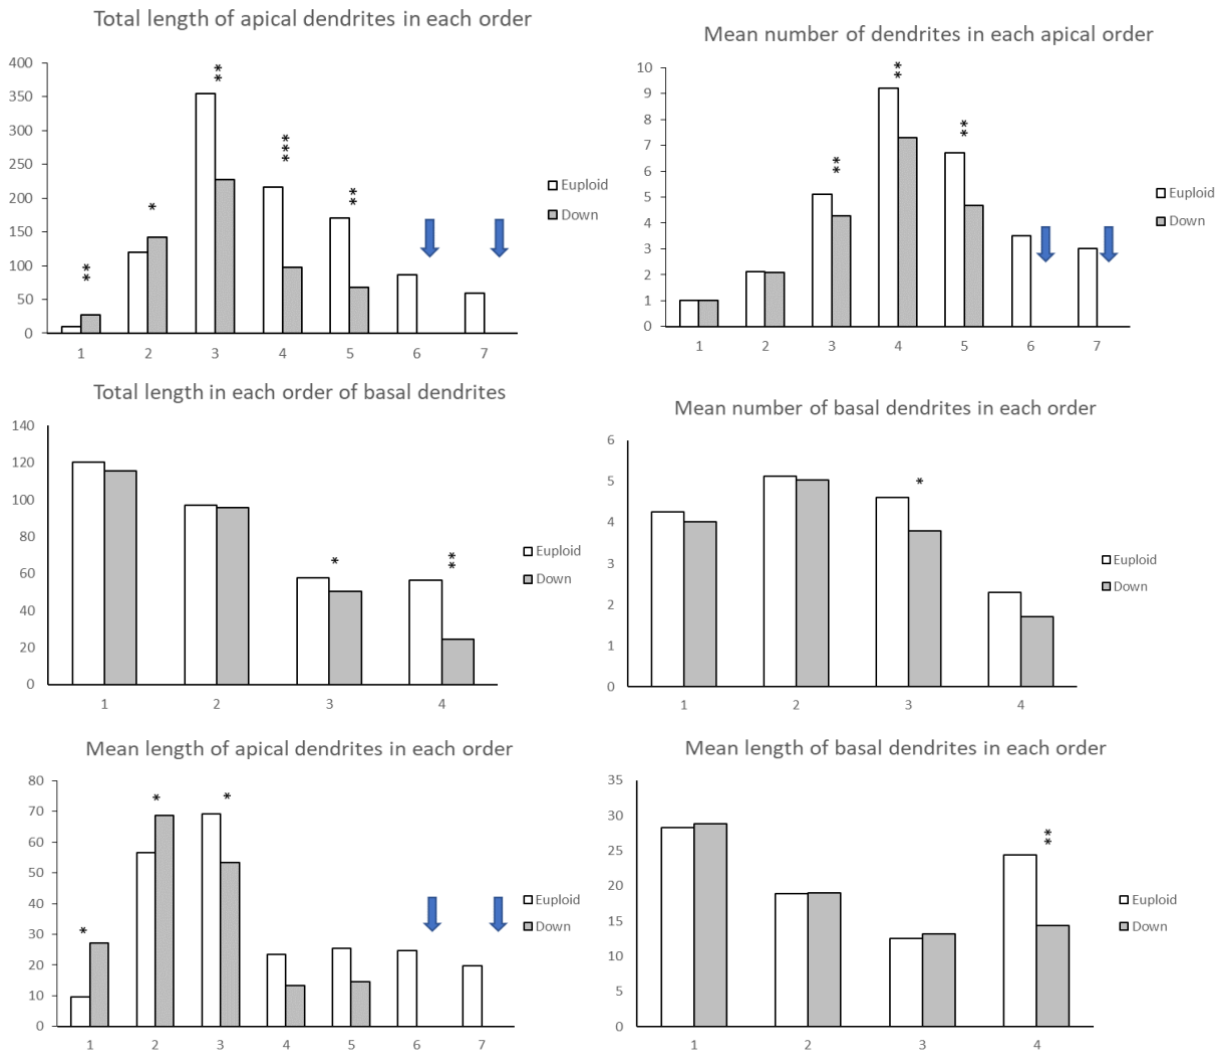 Total length of apical dendrites in each order
400
350
300
250
200
150
100
50
0
**
*
**
***
**
1 2 3 4 5 6 7
Euploid
Down
Mean number of dendrites in each apical order
10
9
8
7
6
5
4
3
2
1
0
**
**
**
1 2 3 4 5 6 7
Euploid
Down
Total length in each order of basal dendrites
140
120
100
80
60
40
20
0
*
**
1 2 3 4
Euploid
Down
Mean number of basal dendrites in each order
6
5
4
3
2
1
0
*
1 2 3 4
Euploid
Down
Mean length of apical dendrites in each order
80
70
60
50
40
30
20
10
0
*
*
*
1 2 3 4 5 6 7
Euploid
Down
Mean length of basal dendrites in each order
35
30
25
20
15
10
5
0
**
1 2 3 4
Euploid
Down